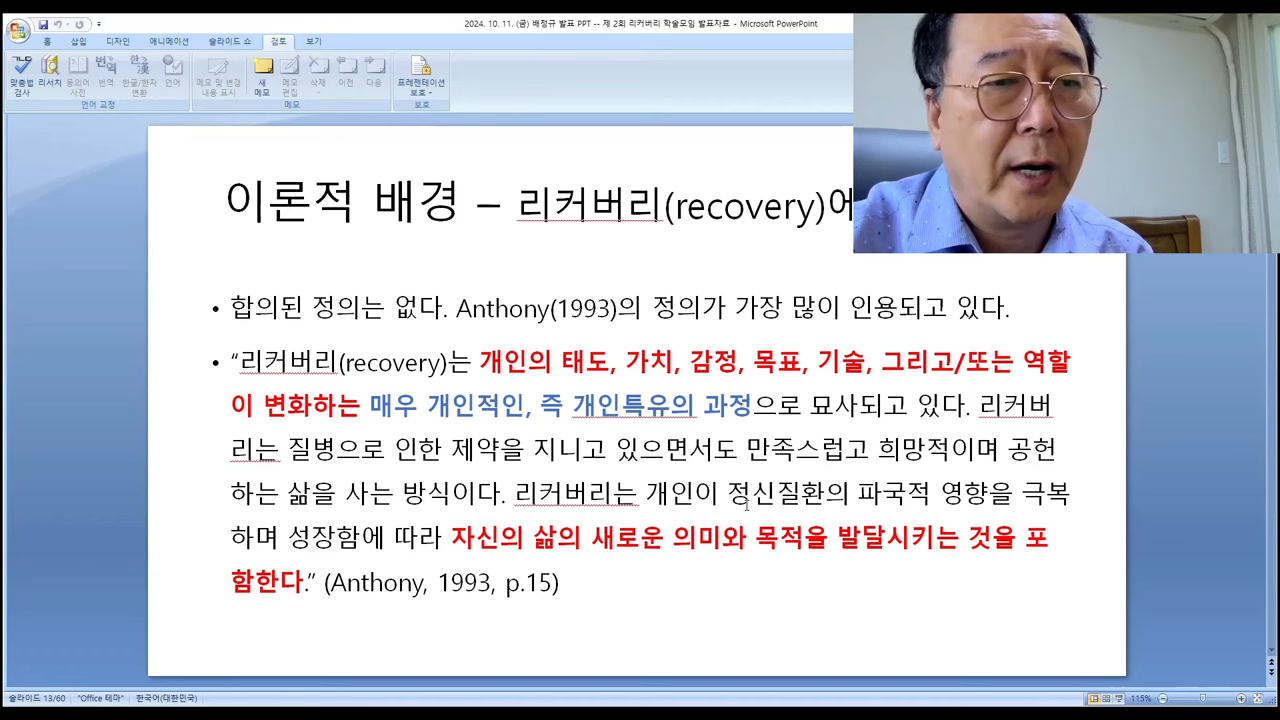 2024. 10. 11. (금) 배정규 발표 PPT -- 제 2회 리커버리 학술모임 발표자료 - Microsoft PowerPoint
홈 삽입 디자인 애니메이션 슬라이드 쇼 검토 보기
맞춤법 검사 리서치 동의어 사전 번역 한글/한자 변환 언어 메모 및 변경 내용 표시 새 메모 메모 편집 삭제 이전 다음 프레젠테이션 보호
언어 교정 메모 보호
이론적 배경 – 리커버리(recovery)에
• 합의된 정의는 없다. Anthony(1993)의 정의가 가장 많이 인용되고 있다.
• “리커버리(recovery)는 개인의 태도, 가치, 감정, 목표, 기술, 그리고/또는 역할
이 변화하는 매우 개인적인, 즉 개인특유의 과정으로 묘사되고 있다. 리커버
리는 질병으로 인한 제약을 지니고 있으면서도 만족스럽고 희망적이며 공헌
하는 삶을 사는 방식이다. 리커버리는 개인이 정신질환의 파국적 영향을 극복
하며 성장함에 따라 자신의 삶의 새로운 의미와 목적을 발달시키는 것을 포
함한다.” (Anthony, 1993, p.15)
슬라이드 13/60 "Office 테마" 한국어(대한민국) 115%